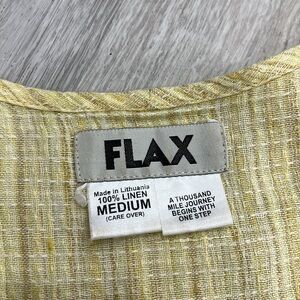 FLAX
Made in Lithuania
100% LINEN
MEDIUM
(CARE OVER)
A THOUSAND
MILE JOURNEY
BEGINS WITH
ONE STEP